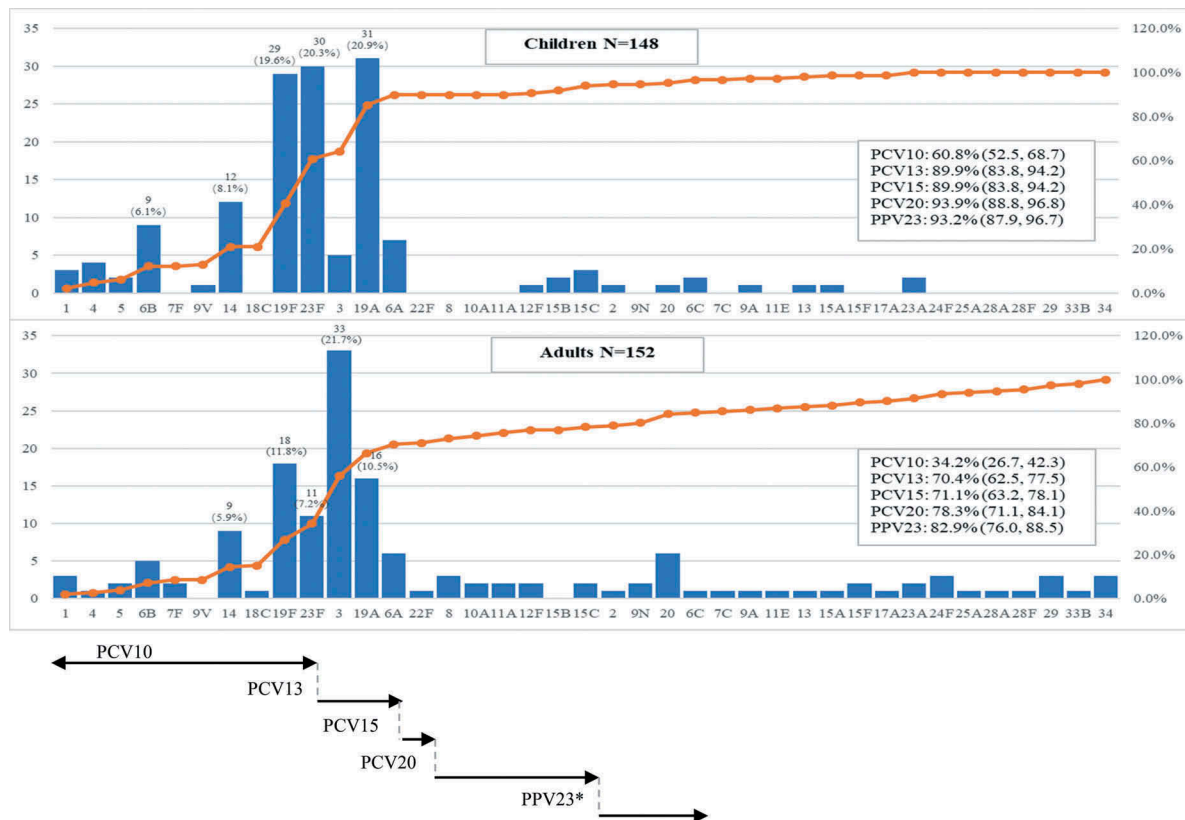 35
30
25
20
15
10
5
0
120.0%
100.0%
80.0%
60.0%
40.0%
20.0%
0.0%
Children N=148
9
(6.1%)
12
(8.1%)
29
(19.6%)
30
(20.3%)
31
(20.9%)
PCV10: 60.8% (52.5, 68.7)
PCV13: 89.9% (83.8, 94.2)
PCV15: 89.9% (83.8, 94.2)
PCV20: 93.9% (88.8, 96.8)
PPV23: 93.2% (87.9, 96.7)
1 4 5 6B 7F 9V 14 18C 19F 23F 3 19A 6A 22F 8 10A 11A 12F 15B 15C 2 9N 20 6C 7C 9A 11E 13 15A 15F 17A 23A 24F 25A 28A 28F 29 33B 34
35
30
25
20
15
10
5
0
120.0%
100.0%
80.0%
60.0%
40.0%
20.0%
0.0%
Adults N=152
9
(5.9%)
18
(11.8%)
11
(7.2%)
33
(21.7%)
16
(10.5%)
PCV10: 34.2% (26.7, 42.3)
PCV13: 70.4% (62.5, 77.5)
PCV15: 71.1% (63.2, 78.1)
PCV20: 78.3% (71.1, 84.1)
PPV23: 82.9% (76.0, 88.5)
1 4 5 6B 7F 9V 14 18C 19F 23F 3 19A 6A 22F 8 10A 11A 12F 15B 15C 2 9N 20 6C 7C 9A 11E 13 15A 15F 17A 23A 24F 25A 28A 28F 29 33B 34
PCV10
PCV13
PCV15
PCV20
PPV23*